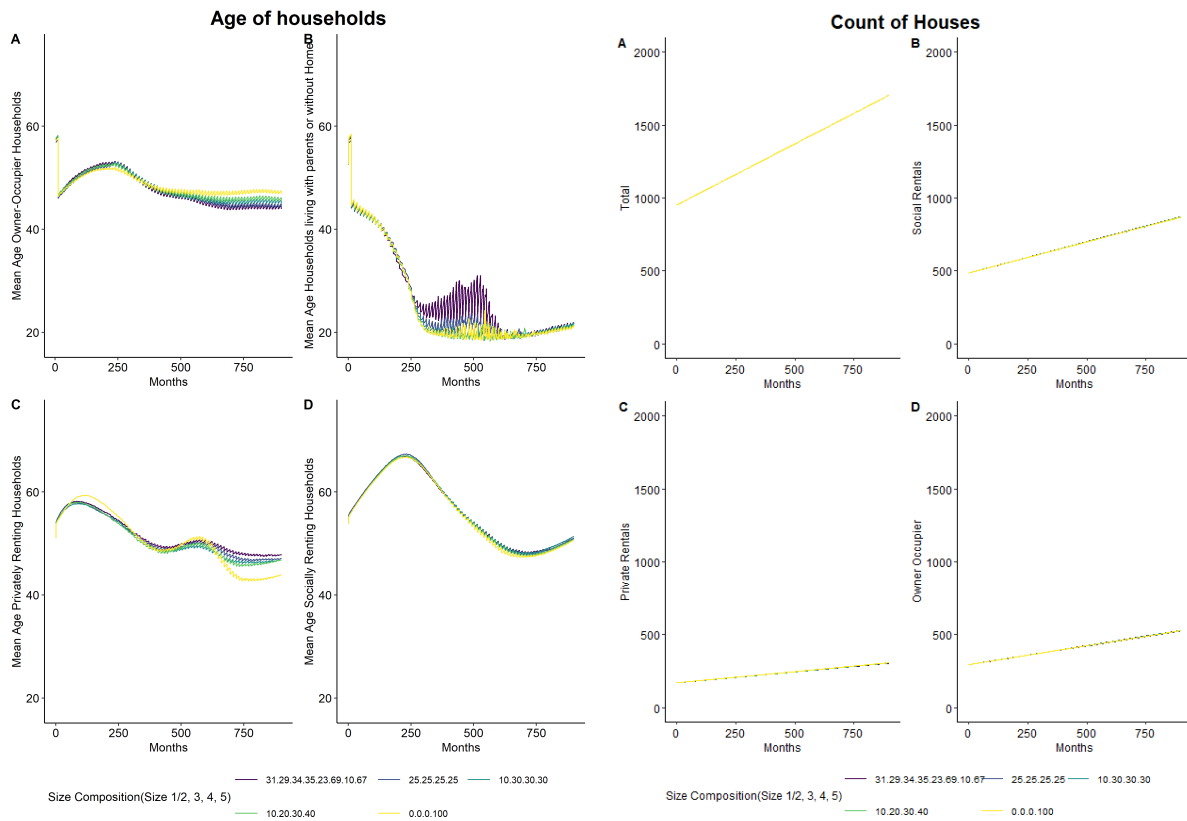 Age of households
Count of Houses
A
Mean Age Owner-Occupier Households
60
40
20
0
250
500
750
Months
B
Mean Age Households living with parents or without Home
60
40
20
0
250
500
750
Months
A
Total
2000
1500
1000
500
0
0
250
500
750
Months
B
Social Rentals
2000
1500
1000
500
0
0
250
500
750
Months
C
Mean Age Privately Renting Households
60
40
20
0
250
500
750
Months
D
Mean Age Socially Renting Households
60
40
20
0
250
500
750
Months
C
Private Rentals
2000
1500
1000
500
0
0
250
500
750
Months
D
Owner Occupier
2000
1500
1000
500
0
0
250
500
750
Months
Size Composition(Size 1/2, 3, 4, 5)
31.29.34.35.23.69.10.67
25.25.25.25
10.30.30.30
10.20.30.40
0.0.0.100
Size Composition(Size 1/2, 3, 4, 5)
31.29.34.35.23.69.10.67
25.25.25.25
10.30.30.30
10.20.30.40
0.0.0.100